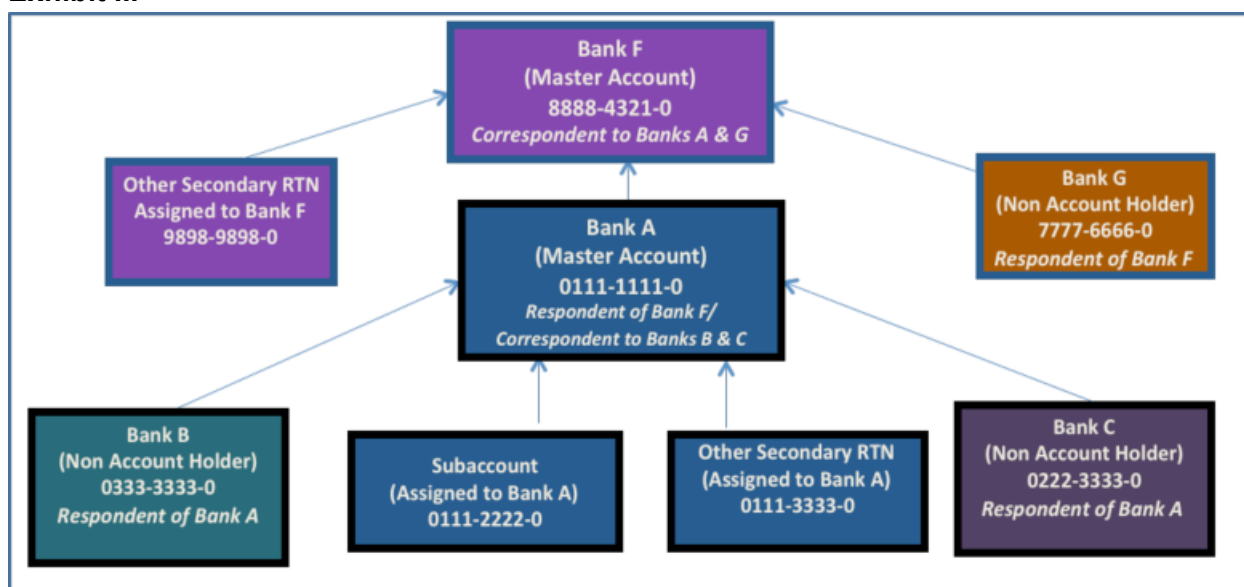 Bank F
(Master Account)
8888-4321-0
Correspondent to Banks A & G
Other Secondary RTN
Assigned to Bank F
9898-9898-0
Bank G
(Non Account Holder)
7777-6666-0
Respondent of Bank F
Bank A
(Master Account)
0111-1111-0
Respondent of Bank F/
Correspondent to Banks B & C
Bank B
(Non Account Holder)
0333-3333-0
Respondent of Bank A
Subaccount
(Assigned to Bank A)
0111-2222-0
Other Secondary RTN
(Assigned to Bank A)
0111-3333-0
Bank C
(Non Account Holder)
0222-3333-0
Respondent of Bank A